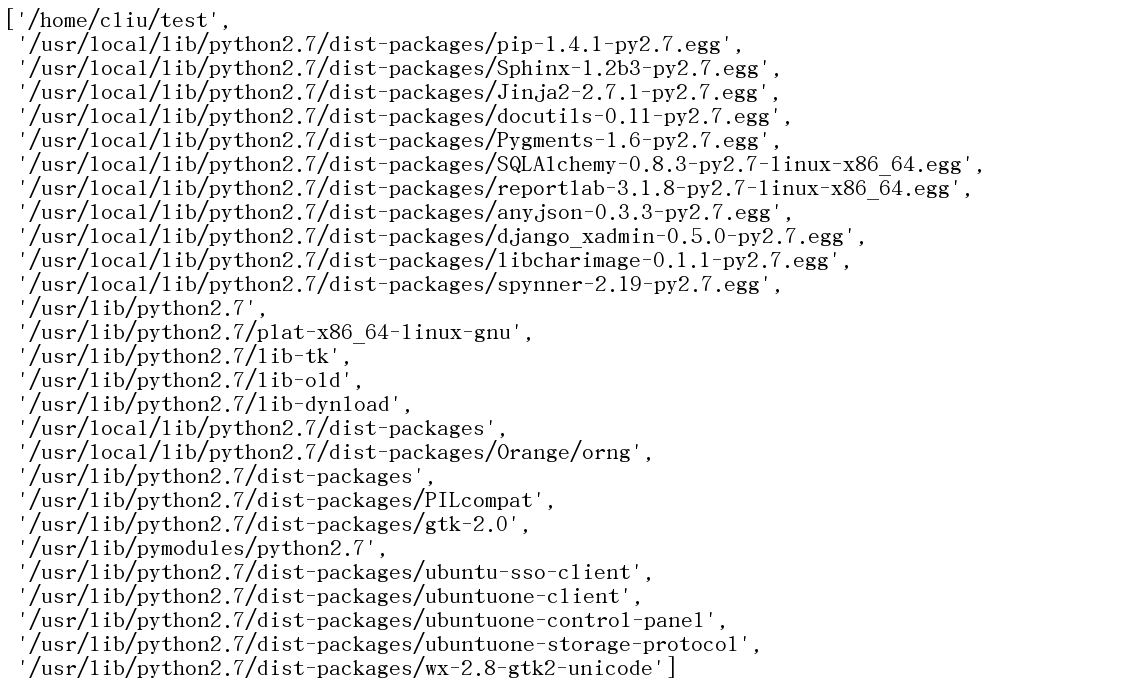 ['/home/cliu/test',
'/usr/local/lib/python2.7/dist-packages/pip-1.4.1-py2.7.egg',
'/usr/local/lib/python2.7/dist-packages/Sphinx-1.2b3-py2.7.egg',
'/usr/local/lib/python2.7/dist-packages/Jinja2-2.7.1-py2.7.egg',
'/usr/local/lib/python2.7/dist-packages/docutils-0.11-py2.7.egg',
'/usr/local/lib/python2.7/dist-packages/Pygments-1.6-py2.7.egg',
'/usr/local/lib/python2.7/dist-packages/SQLAlchemy-0.8.3-py2.7-linux-x86_64.egg',
'/usr/local/lib/python2.7/dist-packages/reportlab-3.1.8-py2.7-linux-x86_64.egg',
'/usr/local/lib/python2.7/dist-packages/anyjson-0.3.3-py2.7.egg',
'/usr/local/lib/python2.7/dist-packages/django_xadmin-0.5.0-py2.7.egg',
'/usr/local/lib/python2.7/dist-packages/libcharimage-0.1.1-py2.7.egg',
'/usr/local/lib/python2.7/dist-packages/spynner-2.19-py2.7.egg',
'/usr/lib/python2.7',
'/usr/lib/python2.7/plat-x86_64-linux-gnu',
'/usr/lib/python2.7/lib-tk',
'/usr/lib/python2.7/lib-old',
'/usr/lib/python2.7/lib-dynload',
'/usr/local/lib/python2.7/dist-packages',
'/usr/local/lib/python2.7/dist-packages/Orange/orng',
'/usr/lib/python2.7/dist-packages',
'/usr/lib/python2.7/dist-packages/PILcompat',
'/usr/lib/python2.7/dist-packages/gtk-2.0',
'/usr/lib/pymodules/python2.7',
'/usr/lib/python2.7/dist-packages/ubuntu-sso-client',
'/usr/lib/python2.7/dist-packages/ubuntuone-client',
'/usr/lib/python2.7/dist-packages/ubuntuone-control-panel',
'/usr/lib/python2.7/dist-packages/ubuntuone-storage-protocol',
'/usr/lib/python2.7/dist-packages/wx-2.8-gtk2-unicode']